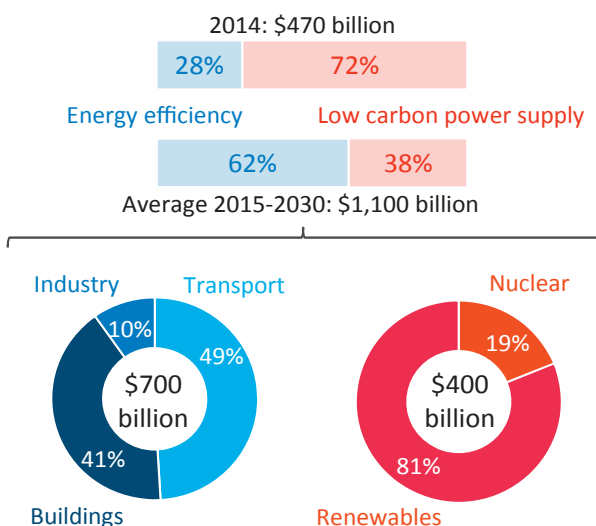 2014: $470 billion
28% 72%
Energy efficiency Low carbon power supply
62% 38%
Average 2015-2030: $1,100 billion
Industry Transport Nuclear
10%
49% 19%
$700
billion
$400
billion
41% 81%
Buildings Renewables